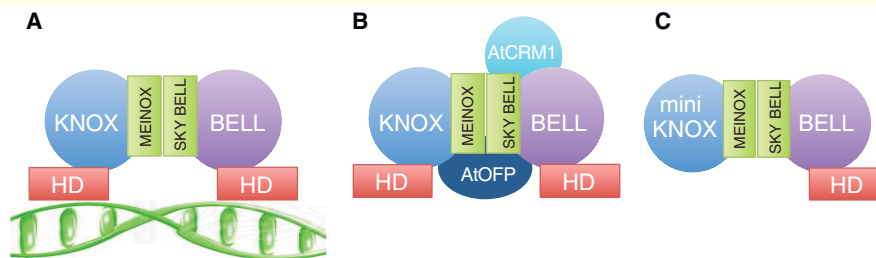 A
KNOX
MEINOX
SKY BELL
BELL
HD
HD
B
AtCRM1
KNOX
MEINOX
SKY BELL
BELL
HD
AtOFP
HD
C
mini
KNOX
MEINOX
SKY BELL
BELL
HD